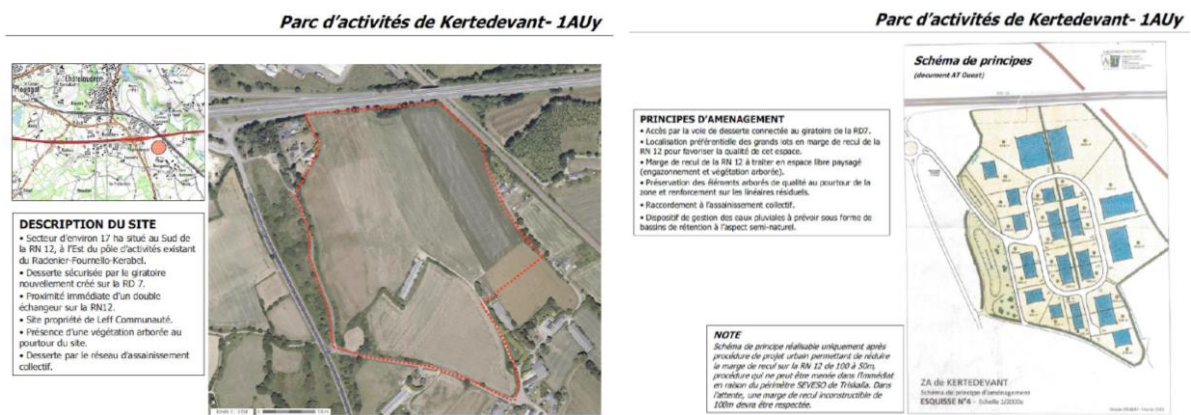 Parc d'activités de Kertedevant- 1AUy
DESCRIPTION DU SITE
• Secteur d'environ 17 ha situé au Sud de
la RN 12, à l'Est du pôle d'activités existant
du Radenier-Fournello-Kerabel.
• Desserte sécurisée par le giratoire
nouvellement créé sur la RD 7.
• Proximité immédiate d'un double
échangeur sur la RN12.
• Site propriété de Leff Communauté.
• Présence d'une végétation arborée au
pourtour du site.
• Desserte par le réseau d'assainissement
collectif.
Parc d'activités de Kertedevant- 1AUy
PRINCIPES D'AMENAGEMENT
• Accès par la voie de desserte connectée au giratoire de la RD7.
• Localisation préférentielle des grands lots en marge de recul de la
RN 12 pour favoriser la qualité de cet espace.
• Marge de recul de la RN 12 à traiter en espace libre paysagé
(engazonnement et végétation arborée).
• Préservation des éléments arborés de qualité au pourtour de la
zone et renforcement sur les linéaires résiduels.
• Raccordement à l'assainissement collectif.
• Dispositif de gestion des eaux pluviales à prévoir sous forme de
bassins de rétention à l'aspect semi-naturel.
NOTE
Schéma de principe réalisable uniquement après
procédure de projet urbain permettant de réduire
la marge de recul sur la RN 12 de 100 à 50m,
procédure qui ne peut être menée dans l'immédiat
en raison du périmètre SEVESO de Triskalia. Dans
l'attente, une marge de recul inconstructible de
100m devra être respectée.
Schéma de principes
(document AT Ouest)
ZA de KERTEDEVANT
Schéma de principe d'aménagement
ESQUISSE N°4 - Echelle 1/2000e